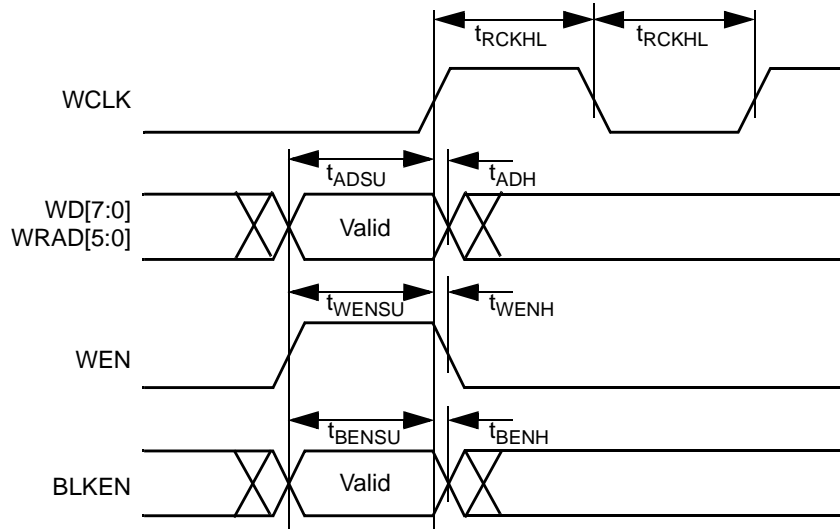 tRCKHL tRCKHL
WCLK
tADSU tADH
WD[7:0]
WRAD[5:0]
Valid
tWENSU tWENH
WEN
tBENSU tBENH
BLKEN
Valid